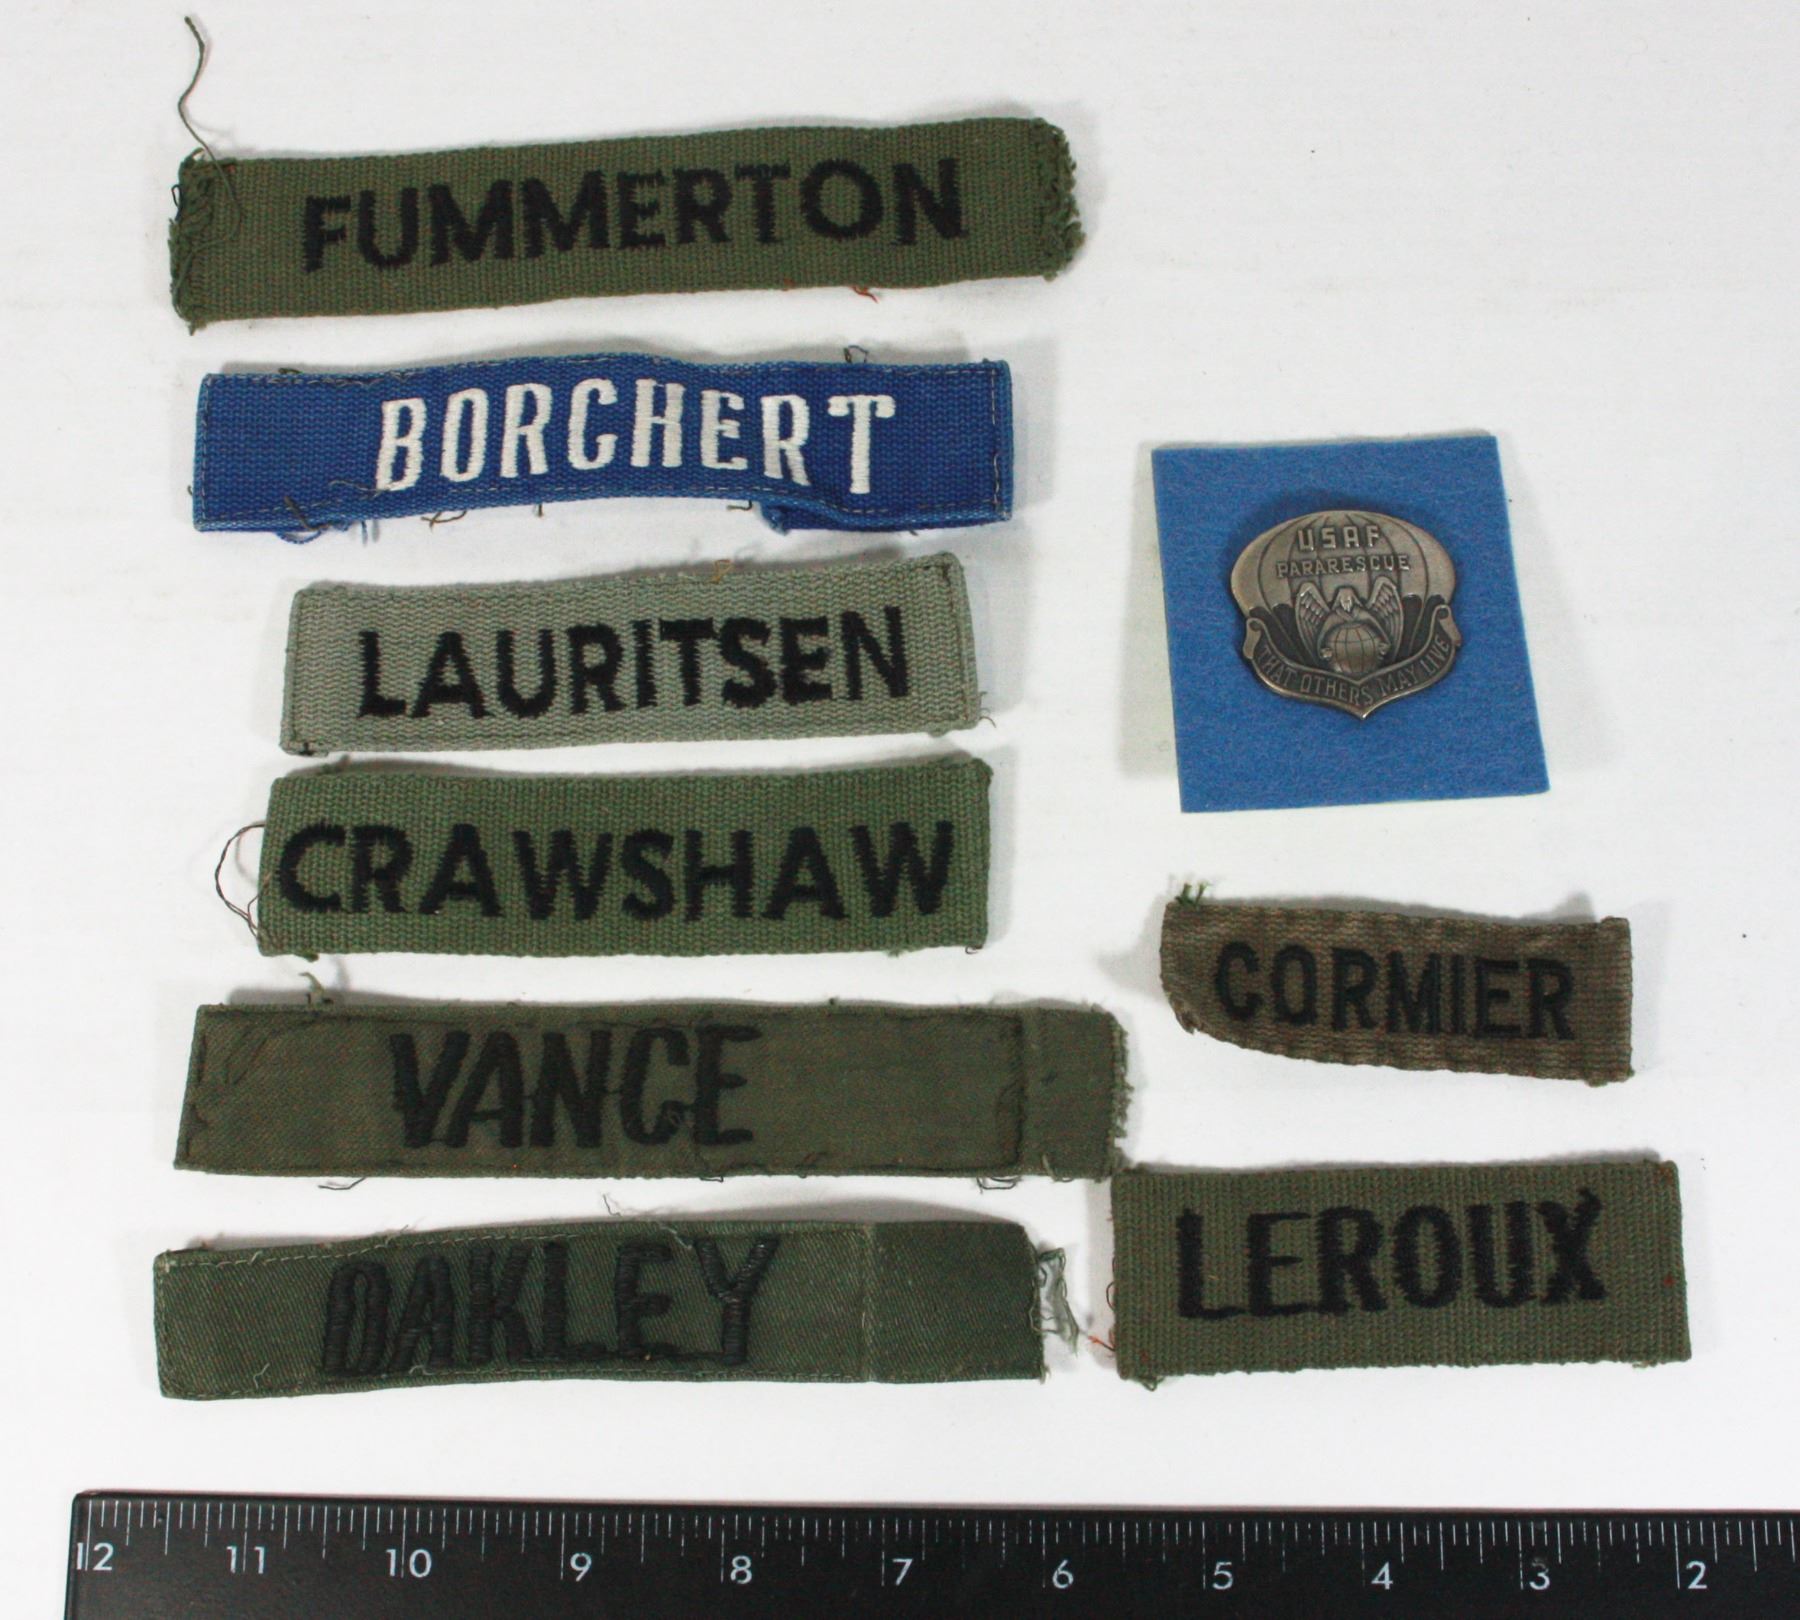 FUMMERTON
BORCHERT
LAURITSEN
CRAWSHAW
VANCE
OAKLEY
USAF
PARARESCUE
THAT OTHERS MAY LIVE
CORMIER
LEROUX
12 11 10 9 8 7 6 5 4 3 2